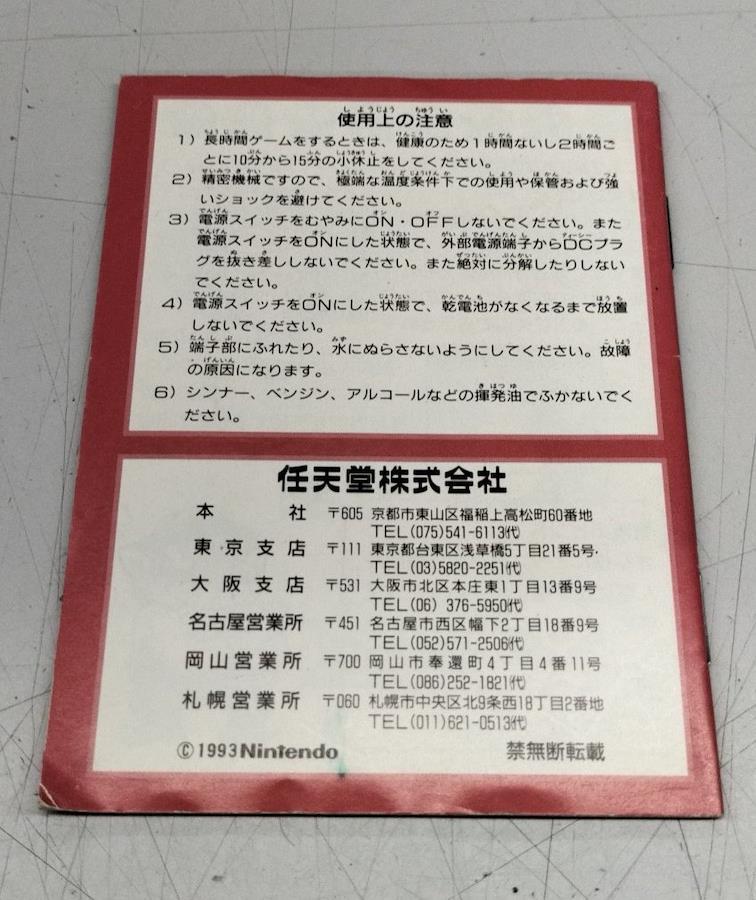 使用上の注意
1）長時間ゲームをするときは、健康のため1時間ないし2時間ご
とに10分から15分の小休止をしてください。
2）精密機械ですので、極端な温度条件下での使用や保管および強
いショックを避けてください。
3）電源スイッチをむやみにON・OFFしないでください。また
電源スイッチをONにした状態で、外部電源端子からDCプラ
グを抜き差ししないでください。また絶対に分解したりしない
でください。
4）電源スイッチをONにした状態で、乾電池がなくなるまで放置
しないでください。
5）端子部にふれたり、水にぬらさないようにしてください。故障
の原因になります。
6）シンナー、ベンジン、アルコールなどの揮発油でふかないでく
ださい。
任天堂株式会社
本社 〒605 京都市東山区福稲上高松町60番地
TEL(075)541-6113代
東京支店 〒111 東京都台東区浅草橋5丁目21番5号
TEL(03)5820-2251代
大阪支店 〒531 大阪市北区本庄東1丁目13番9号
TEL(06) 376-5950代
名古屋営業所 〒451 名古屋市西区幅下2丁目18番9号
TEL(052)571-2506代
岡山営業所 〒700 岡山市奉還町4丁目4番11号
TEL(086)252-1821代
札幌営業所 〒060 札幌市中央区北9条西18丁目2番地
TEL(011)621-0513代
©1993 Nintendo 禁無断転載